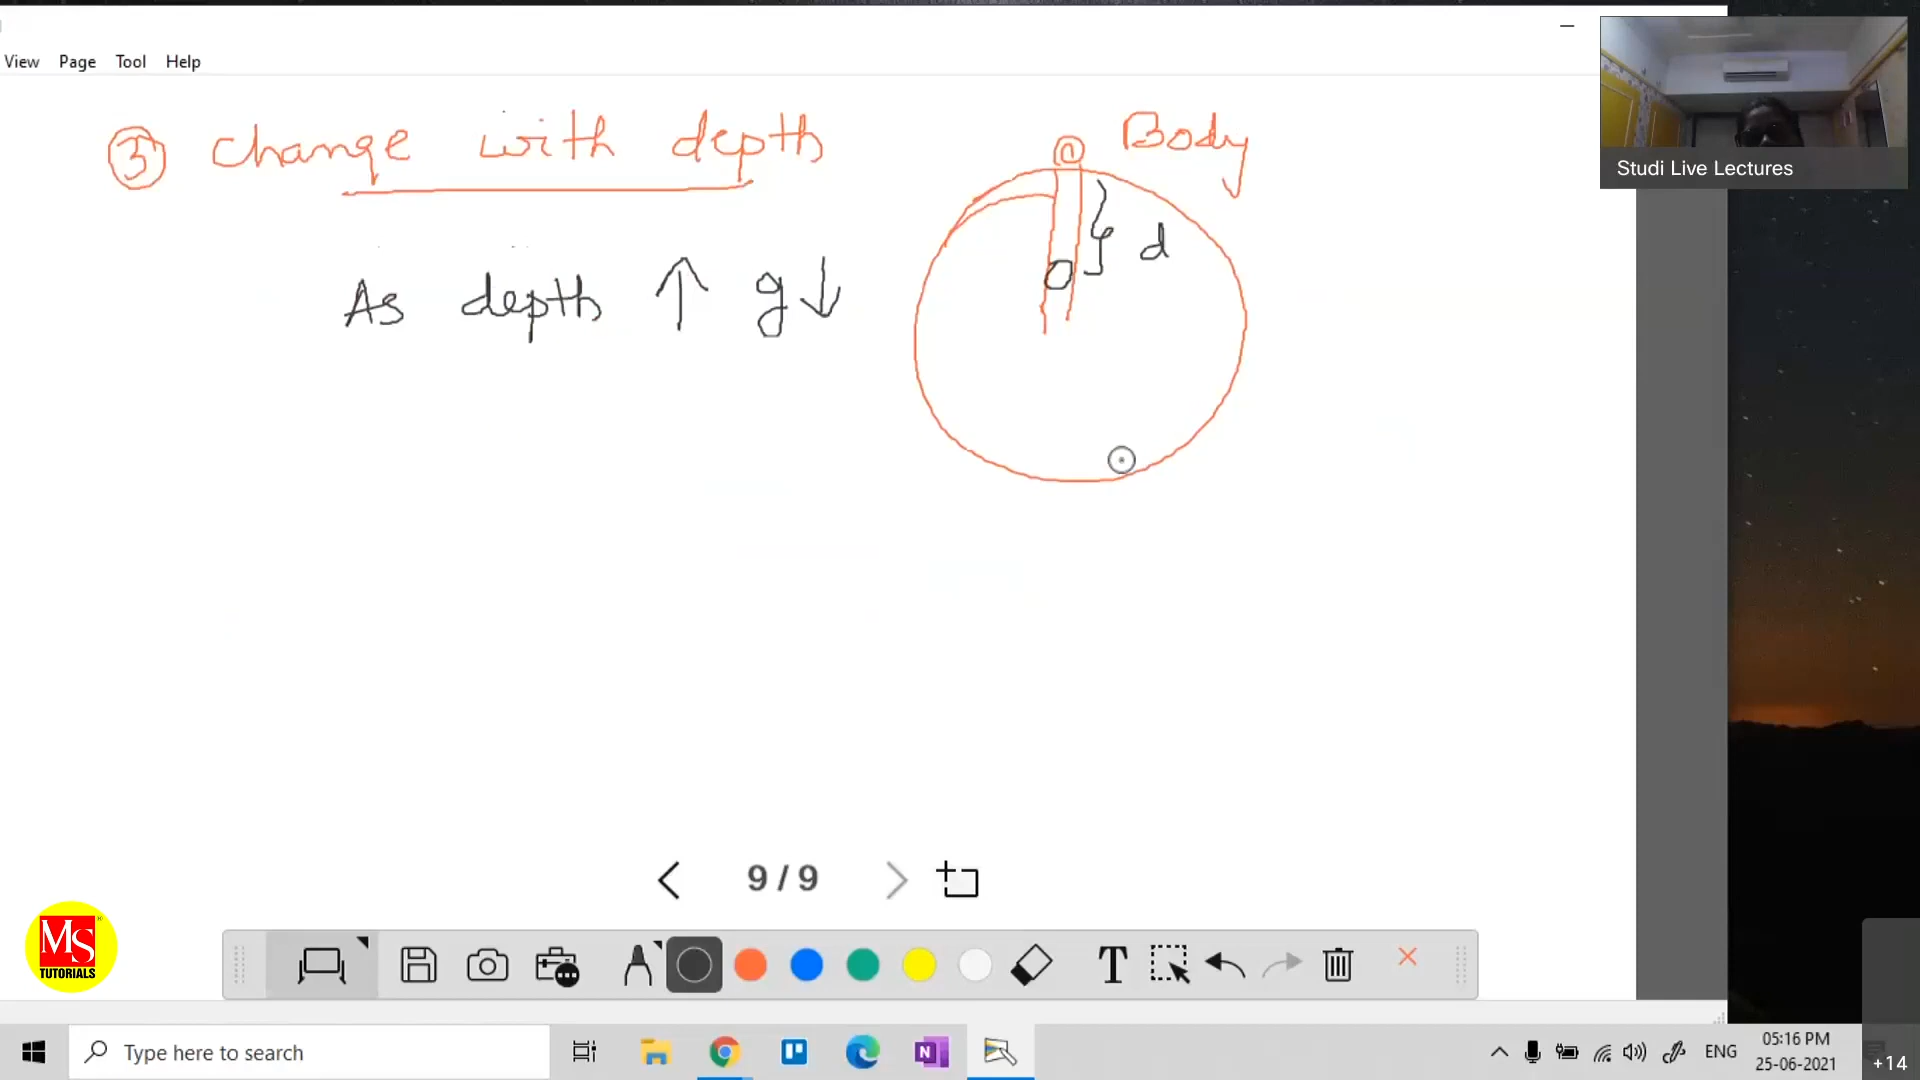 View Page Tool Help
Studi Live Lectures
③ change with depth
Body
d
As depth ↑ g↓
9 / 9
MS
TUTORIALS
T
Type here to search
N
ENG
05:16 PM
25-06-2021
+14